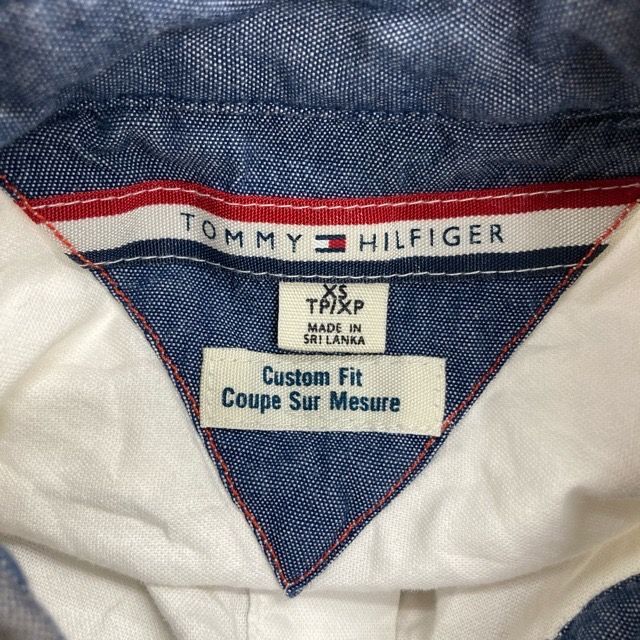 TOMMY HILFIGER
XS
TP/XP
MADE IN
SRI LANKA
Custom Fit
Coupe Sur Mesure